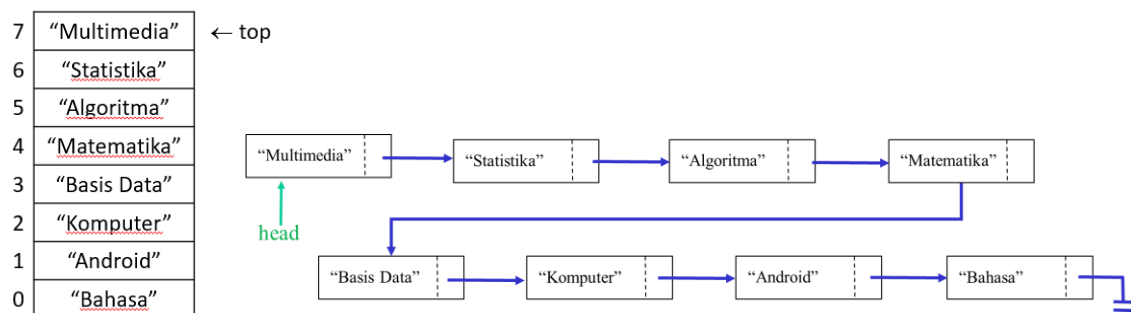 7 “Multimedia” ← top
6 “Statistika”
5 “Algoritma”
4 “Matematika”
3 “Basis Data”
2 “Komputer”
1 “Android”
0 “Bahasa”
“Multimedia” “Statistika” “Algoritma” “Matematika”
head
“Basis Data” “Komputer” “Android” “Bahasa”